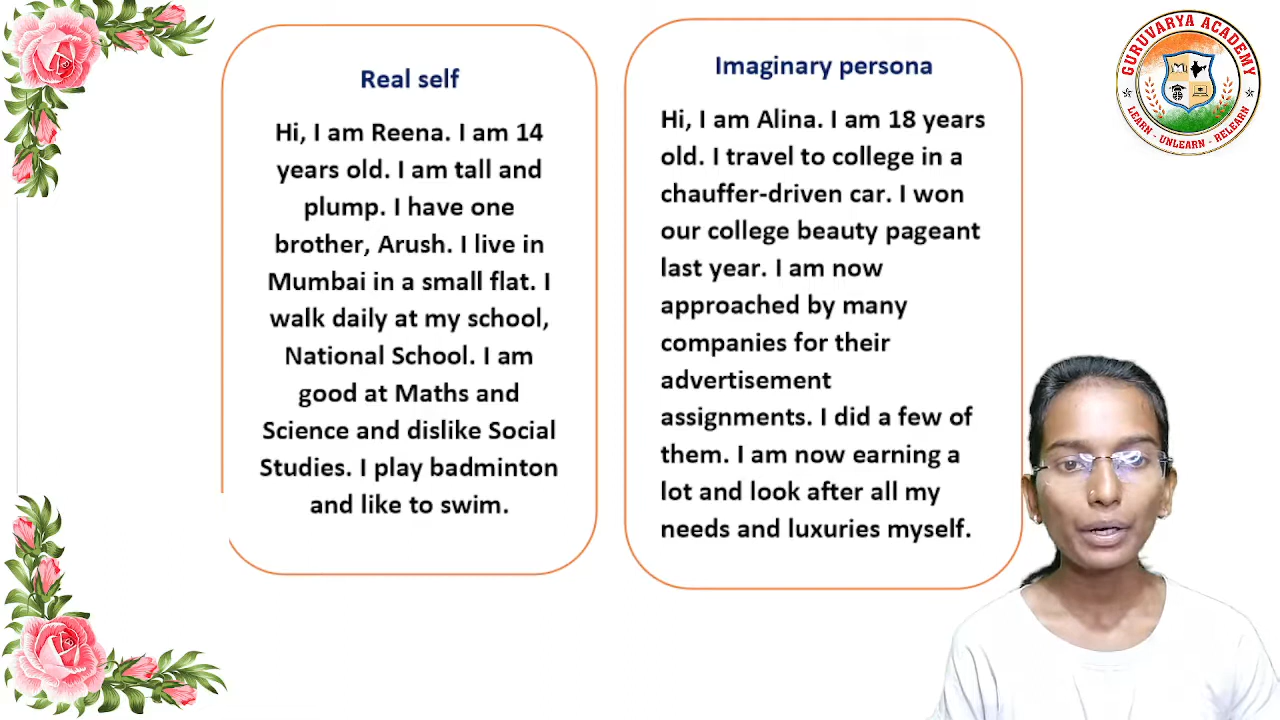 Real self
Hi, I am Reena. I am 14
years old. I am tall and
plump. I have one
brother, Arush. I live in
Mumbai in a small flat. I
walk daily at my school,
National School. I am
good at Maths and
Science and dislike Social
Studies. I play badminton
and like to swim.
Imaginary persona
Hi, I am Alina. I am 18 years
old. I travel to college in a
chauffer-driven car. I won
our college beauty pageant
last year. I am now
approached by many
companies for their
advertisement
assignments. I did a few of
them. I am now earning a
lot and look after all my
needs and luxuries myself.
GURUVARYA ACADEMY
LEARN - UNLEARN - RELEARN